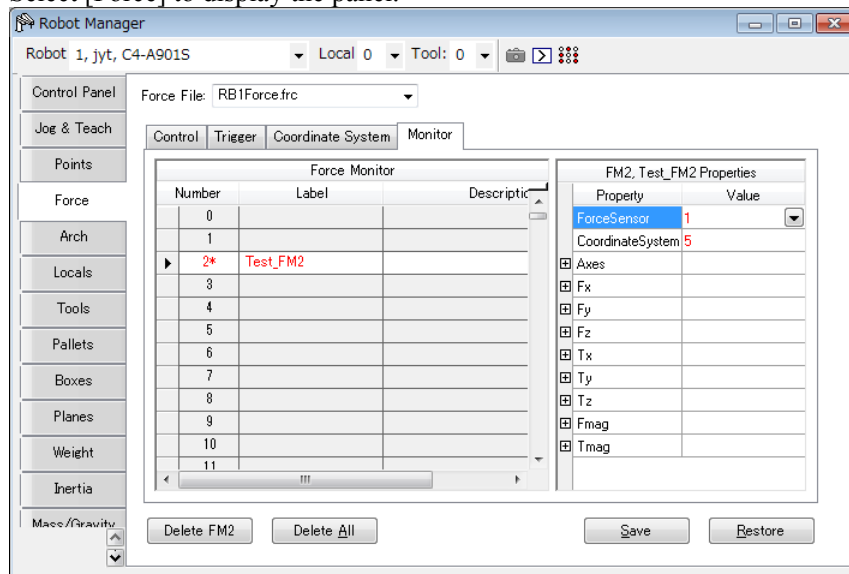 Select [Force] to display the panel.
Robot Manager
Robot 1, jyt, C4-A901S Local 0 Tool: 0
Control Panel
Jog & Teach
Points
Force
Arch
Locals
Tools
Pallets
Boxes
Planes
Weight
Inertia
Mass/Gravity
Force File: RB1Force.frc
Control Trigger Coordinate System Monitor
Force Monitor
Number Label Descriptic
0
1
2* Test_FM2
3
4
5
6
7
8
9
10
11
FM2, Test_FM2 Properties
Property Value
ForceSensor 1
CoordinateSystem 5
Axes
Fx
Fy
Fz
Tx
Ty
Tz
Fmag
Tmag
Delete FM2 Delete All Save Restore